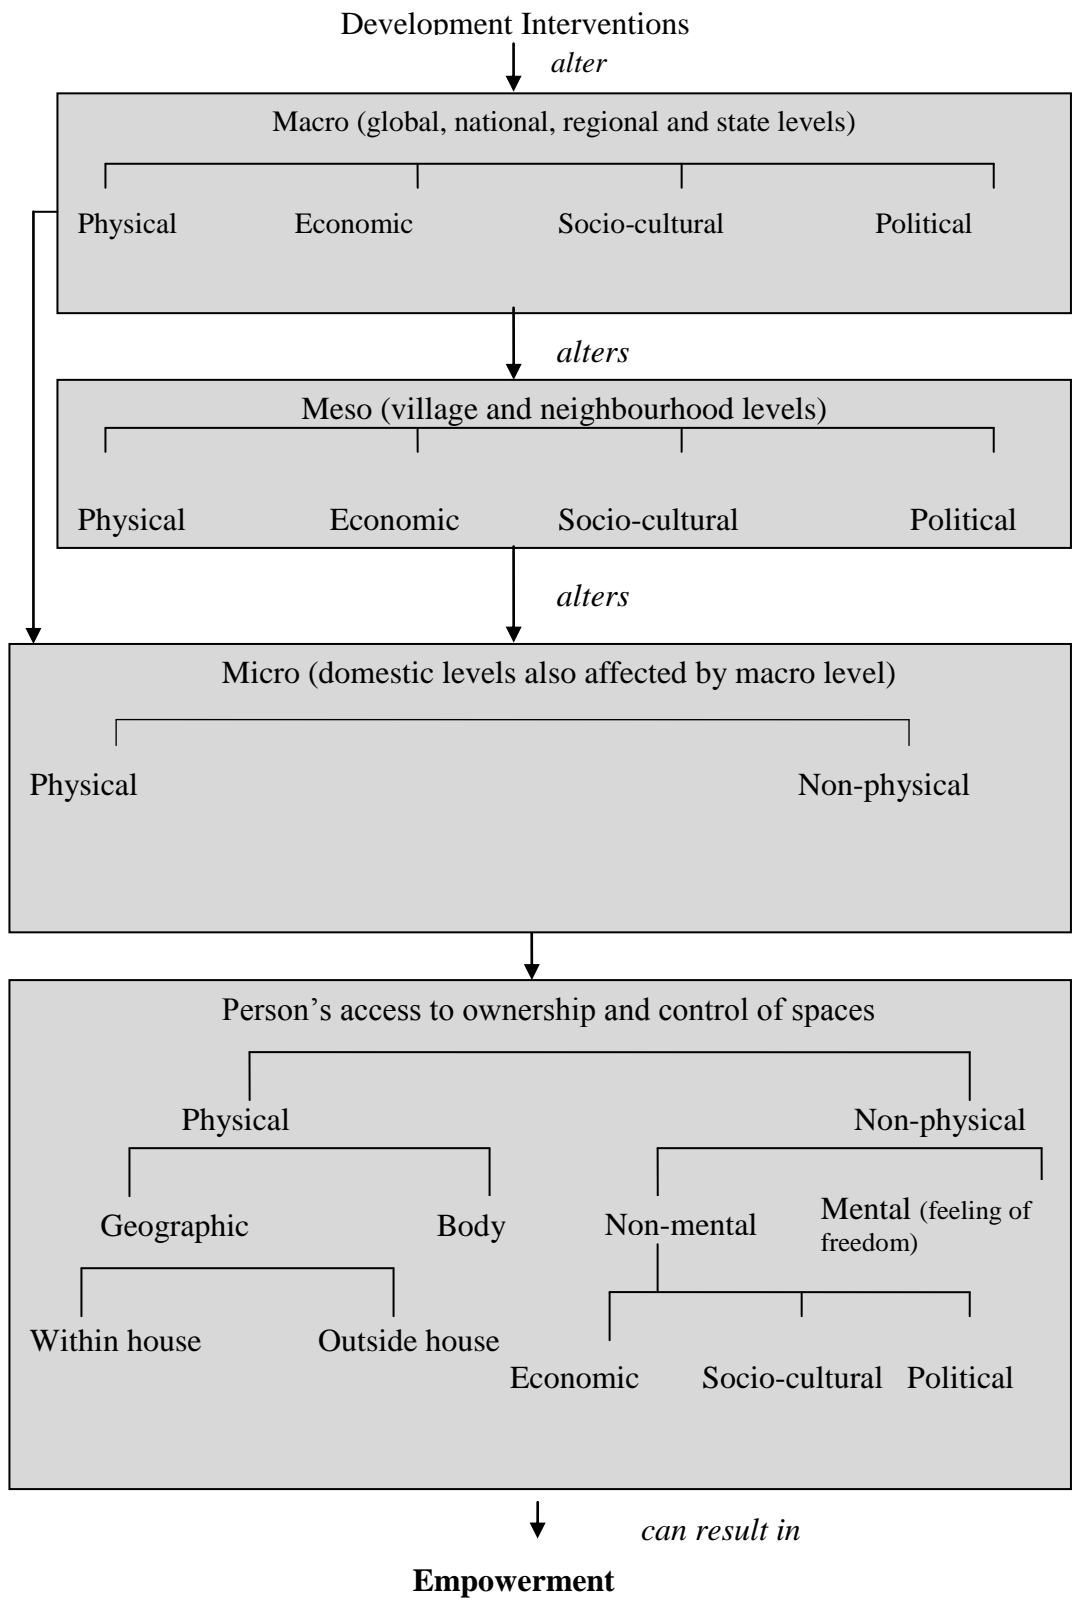 Development Interventions
alter
Macro (global, national, regional and state levels)
Physical Economic Socio-cultural Political
alters
Meso (village and neighbourhood levels)
Physical Economic Socio-cultural Political
alters
Micro (domestic levels also affected by macro level)
Physical Non-physical
Person’s access to ownership and control of spaces
Physical Non-physical
Geographic Body Non-mental Mental (feeling of
freedom)
Within house Outside house
Economic Socio-cultural Political
can result in
Empowerment